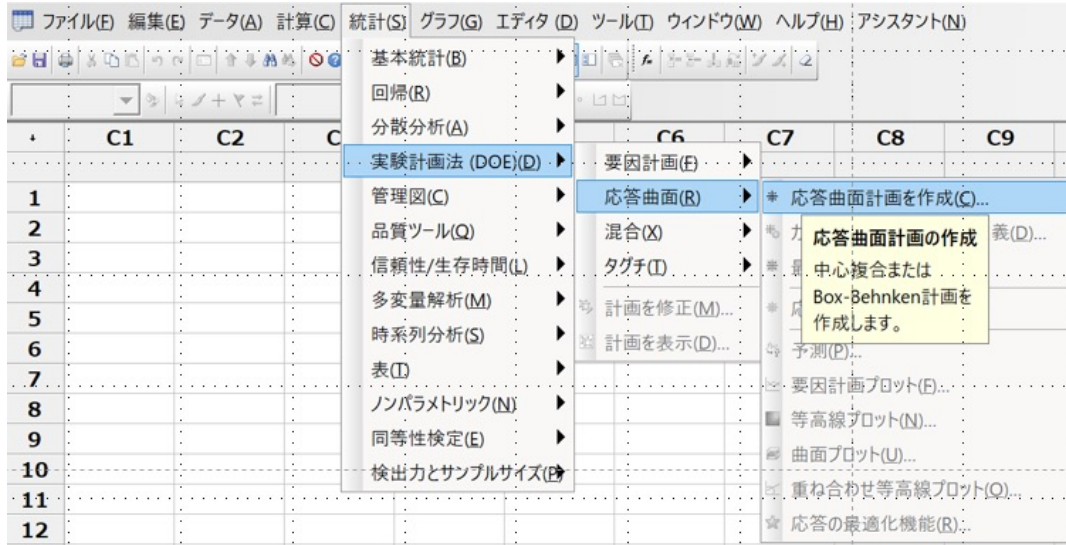 ファイル(F) 編集(E) データ(A) 計算(C) 統計(S) グラフ(G) エディタ (D) ツール(T) ウィンドウ(W) ヘルプ(H) アシスタント(N)
基本統計(B)
回帰(R)
分散分析(A)
実験計画法 (DOE)(D)
管理図(C)
品質ツール(Q)
信頼性/生存時間(L)
多変量解析(M)
時系列分析(S)
表(T)
ノンパラメトリック(N)
同等性検定(E)
検出力とサンプルサイズ(P)
要因計画(F)
応答曲面(R)
混合(X)
タグチ(T)
計画を修正(M)...
計画を表示(D)...
応答曲面計画を作成(C)...
カ
義(D)...
応答曲面計画の作成
中心複合または
Box-Behnken計画を
作成します。
予測(P)...
要因計画プロット(F)...
等高線プロット(N)...
曲面プロット(U)...
重ね合わせ等高線プロット(O)...
応答の最適化機能(R)...
C1 C2 C C6 C7 C8 C9
1
2
3
4
5
6
7
8
9
10
11
12